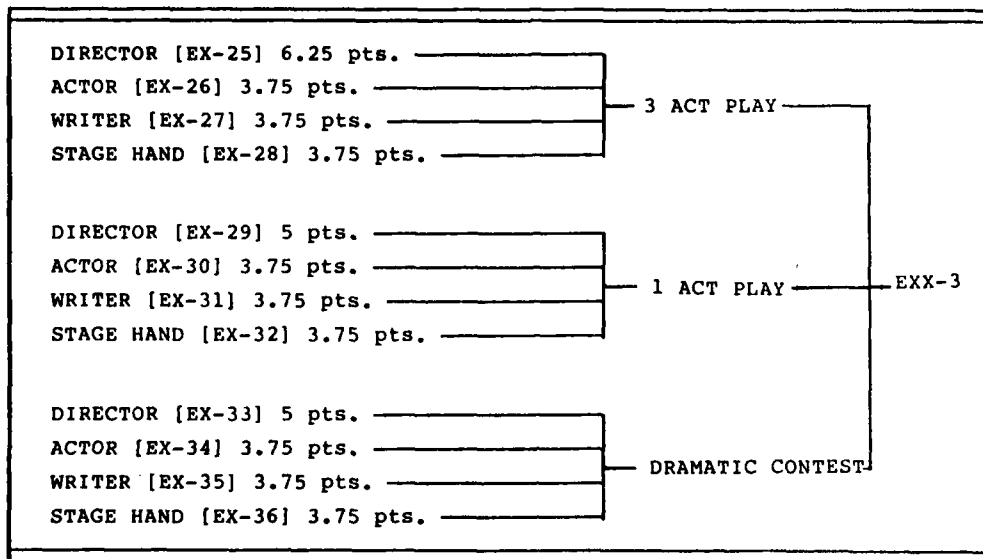 DIRECTOR [EX-25] 6.25 pts.
ACTOR [EX-26] 3.75 pts.
3 ACT PLAY
WRITER [EX-27] 3.75 pts.
STAGE HAND [EX-28] 3.75 pts.
DIRECTOR [EX-29] 5 pts.
ACTOR [EX-30] 3.75 pts.
1 ACT PLAY
EXX-3
WRITER [EX-31] 3.75 pts.
STAGE HAND [EX-32] 3.75 pts.
DIRECTOR [EX-33] 5 pts.
ACTOR [EX-34] 3.75 pts.
DRAMATIC CONTEST
WRITER [EX-35] 3.75 pts.
STAGE HAND [EX-36] 3.75 pts.